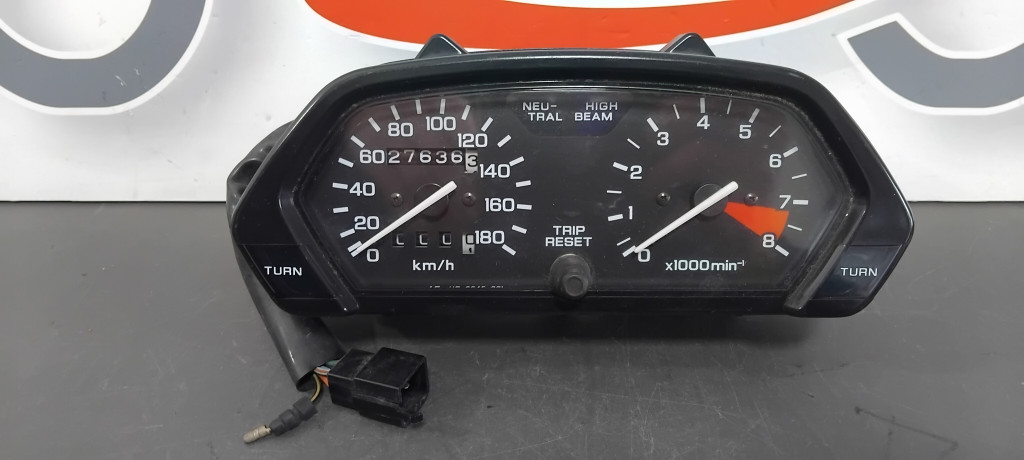 NEU-
TRAL
HIGH
BEAM
0
20
40
60
80
100
120
140
160
180
27636 3
km/h
TRIP
RESET
0
1
2
3
4
5
6
7
8
x1000min⁻¹
TURN
TURN